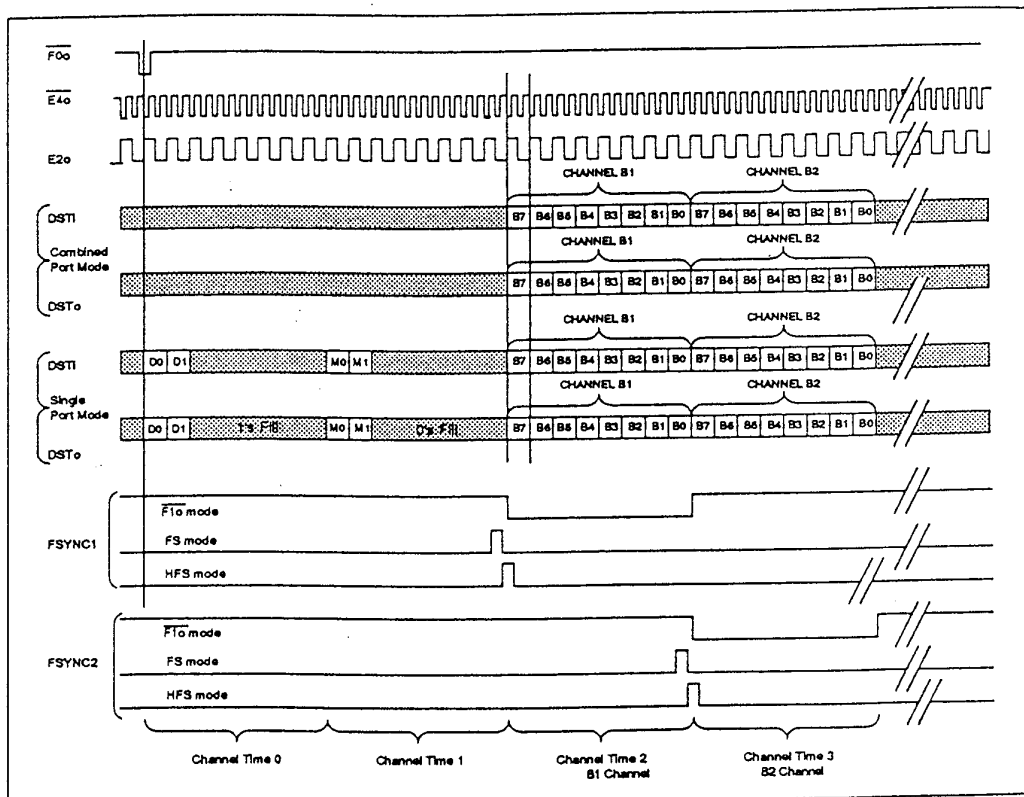 F0o
E4o
E2o
CHANNEL B1 CHANNEL B2
DSTI B7 B6 B5 B4 B3 B2 B1 B0 B7 B6 B5 B4 B3 B2 B1 B0
Combined
Port Mode
CHANNEL B1 CHANNEL B2
B7 B6 B5 B4 B3 B2 B1 B0 B7 B6 B5 B4 B3 B2 B1 B0
DSTo
CHANNEL B1 CHANNEL B2
DSTI D0 D1 M0 M1 B7 B6 B5 B4 B3 B2 B1 B0 B7 B6 B5 B4 B3 B2 B1 B0
Single
Port Mode
CHANNEL B1 CHANNEL B2
D0 D1 1's Fill M0 M1 0's Fill B7 B6 B5 B4 B3 B2 B1 B0 B7 B6 B5 B4 B3 B2 B1 B0
DSTo
F1o mode
FS mode
FSYNC1
HFS mode
F1o mode
FS mode
FSYNC2
HFS mode
Channel Time 0 Channel Time 1 Channel Time 2 Channel Time 3
B1 Channel B2 Channel